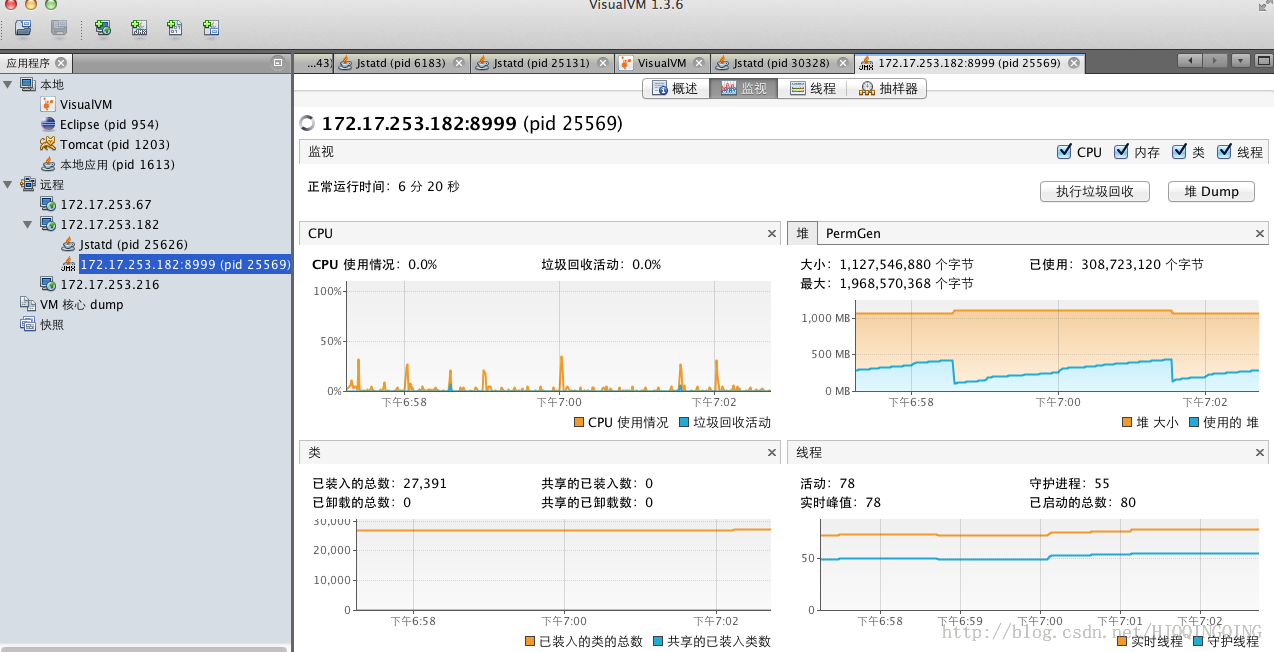 VisualVM 1.3.6
应用程序
...43) Jstatd (pid 6183) Jstatd (pid 25131) VisualVM Jstatd (pid 30328) 172.17.253.182:8999 (pid 25569)
本地
VisualVM
Eclipse (pid 954)
Tomcat (pid 1203)
本地应用 (pid 1613)
远程
172.17.253.67
172.17.253.182
Jstatd (pid 25626)
JMX 172.17.253.182:8999 (pid 25569)
172.17.253.216
VM 核心 dump
快照
概述 监视 线程 抽样器
172.17.253.182:8999 (pid 25569)
监视 CPU 内存 类 线程
正常运行时间：6 分 20 秒 执行垃圾回收 堆 Dump
CPU
CPU 使用情况：0.0% 垃圾回收活动：0.0%
100%
50%
0%
下午6:58 下午7:00 下午7:02
CPU 使用情况 垃圾回收活动
堆 PermGen
大小：1,127,546,880 个字节 已使用：308,723,120 个字节
最大：1,968,570,368 个字节
1,000 MB
500 MB
0 MB
下午6:58 下午7:00 下午7:02
堆 大小 使用的 堆
类
已装入的总数：27,391 共享的已装入数：0
已卸载的总数：0 共享的已卸载数：0
30,000
20,000
10,000
0
下午6:58 下午7:00 下午7:02
已装入的类的总数 共享的已装入类数
线程
活动：78 守护进程：55
实时峰值：78 已启动的总数：80
50
0
下午6:58 下午6:59 下午7:00 下午7:01 下午7:02
实时线程 守护线程
http://blog.csdn.net/HJQQINGQING